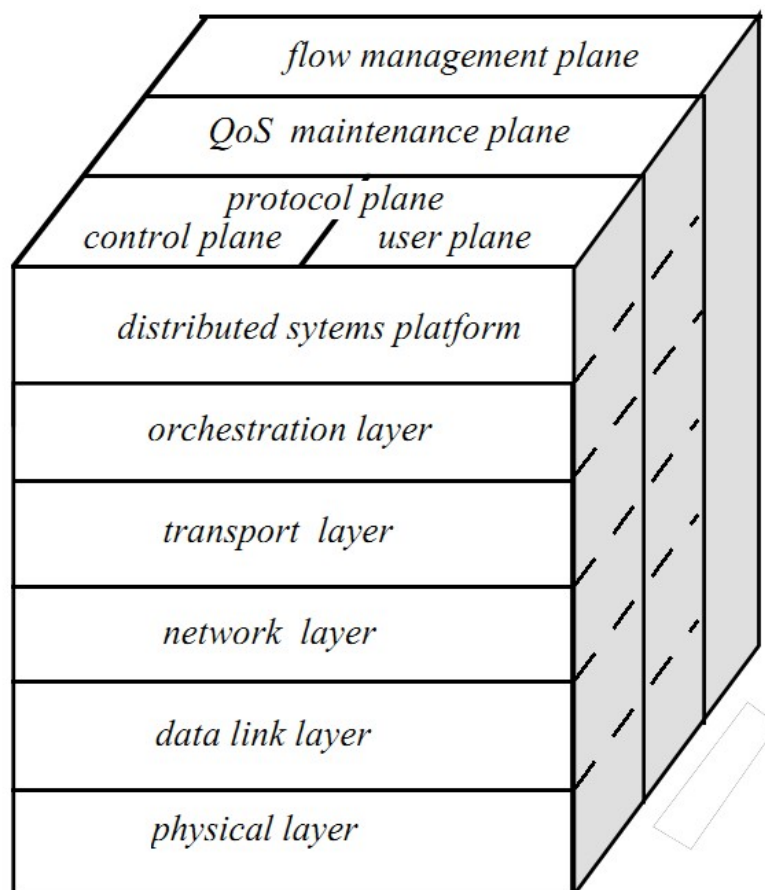 flow management plane
QoS maintenance plane
protocol plane
control plane user plane
distributed sytems platform
orchestration layer
transport layer
network layer
data link layer
physical layer